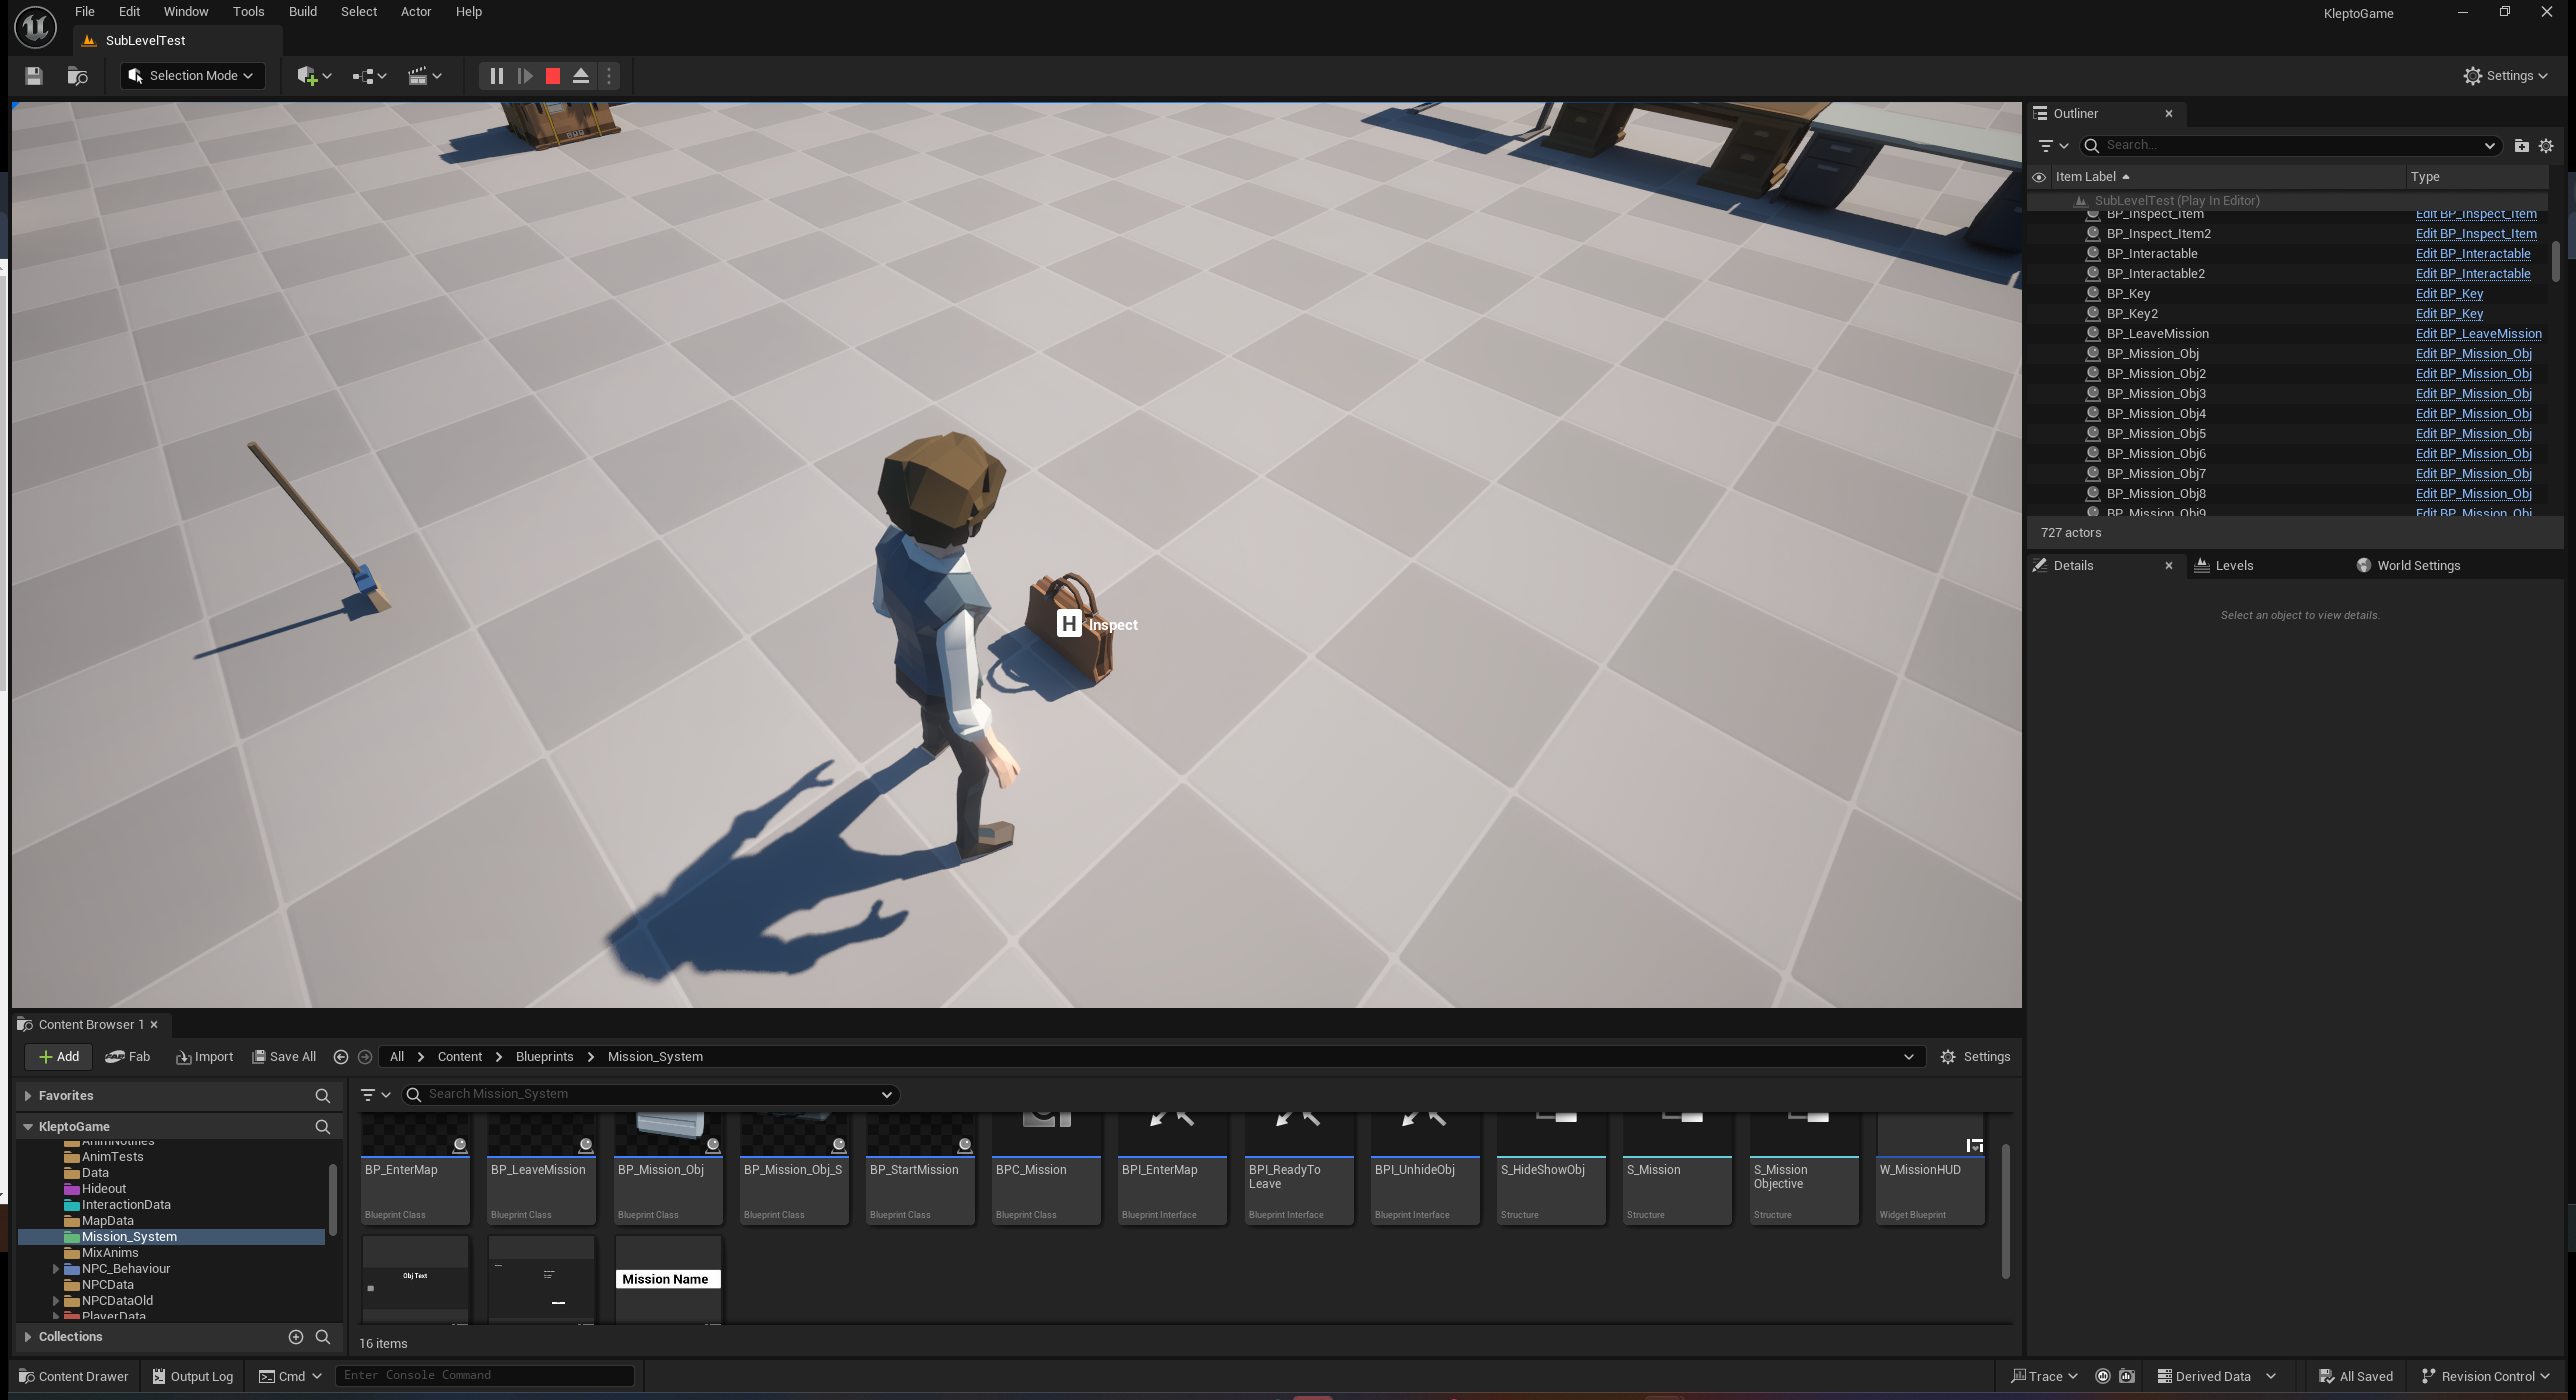 File Edit Window Tools Build Select Actor Help
KleptoGame
SubLevelTest
Selection Mode
Settings
H Inspect
Outliner
Search...
Item Label Type
SubLevelTest (Play In Editor)
BP_Inspect_Item Edit BP_Inspect_Item
BP_Inspect_Item2 Edit BP_Inspect_Item
BP_Interactable Edit BP_Interactable
BP_Interactable2 Edit BP_Interactable
BP_Key Edit BP_Key
BP_Key2 Edit BP_Key
BP_LeaveMission Edit BP_LeaveMission
BP_Mission_Obj Edit BP_Mission_Obj
BP_Mission_Obj2 Edit BP_Mission_Obj
BP_Mission_Obj3 Edit BP_Mission_Obj
BP_Mission_Obj4 Edit BP_Mission_Obj
BP_Mission_Obj5 Edit BP_Mission_Obj
BP_Mission_Obj6 Edit BP_Mission_Obj
BP_Mission_Obj7 Edit BP_Mission_Obj
BP_Mission_Obj8 Edit BP_Mission_Obj
BP_Mission_Obj9 Edit BP_Mission_Obj
727 actors
Details Levels World Settings
Select an object to view details.
Content Browser 1
Add Fab Import Save All All Content Blueprints Mission_System Settings
Favorites
Search Mission_System
KleptoGame
AnimNotifies
AnimTests
Data
Hideout
InteractionData
MapData
Mission_System
MixAnims
NPC_Behaviour
NPCData
NPCDataOld
PlayerData
Collections
BP_EnterMap
Blueprint Class
BP_LeaveMission
Blueprint Class
BP_Mission_Obj
Blueprint Class
BP_Mission_Obj_S
Blueprint Class
BP_StartMission
Blueprint Class
BPC_Mission
Blueprint Class
BPI_EnterMap
Blueprint Interface
BPI_ReadyTo
Leave
Blueprint Interface
BPI_UnhideObj
Blueprint Interface
S_HideShowObj
Structure
S_Mission
Structure
S_Mission
Objective
Structure
W_MissionHUD
Widget Blueprint
Obj Text
Mission Name
16 items
Content Drawer Output Log Cmd Enter Console Command Trace Derived Data All Saved Revision Control